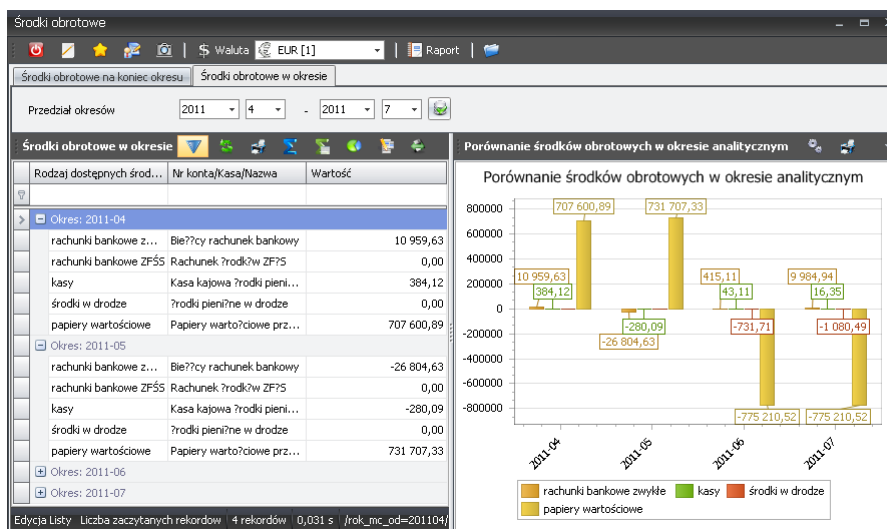 Środki obrotowe
$ Waluta EUR [1] Raport
Środki obrotowe na koniec okresu Środki obrotowe w okresie
Przedział okresów 2011 4 - 2011 7
Środki obrotowe w okresie
Rodzaj dostępnych środ... Nr konta/Kasa/Nazwa Wartość
Okres: 2011-04
rachunki bankowe z... Bie??cy rachunek bankowy 10 959,63
rachunki bankowe ZFŚS Rachunek ?rodk?w ZF?S 0,00
kasy Kasa kajowa ?rodki pieni... 384,12
środki w drodze ?rodki pieni?ne w drodze 0,00
papiery wartościowe Papiery warto?ciowe prz... 707 600,89
Okres: 2011-05
rachunki bankowe z... Bie??cy rachunek bankowy -26 804,63
rachunki bankowe ZFŚS Rachunek ?rodk?w ZF?S 0,00
kasy Kasa kajowa ?rodki pieni... -280,09
środki w drodze ?rodki pieni?ne w drodze 0,00
papiery wartościowe Papiery warto?ciowe prz... 731 707,33
Okres: 2011-06
Okres: 2011-07
Edycja Listy Liczba zaczytanych rekordow 4 rekordów 0,031 s /rok_mc_od=201104/
Porównanie środków obrotowych w okresie analitycznym
Porównanie środków obrotowych w okresie analitycznym
800000
600000
400000
200000
0
-200000
-400000
-600000
-800000
707 600,89 731 707,33
10 959,63 415,11 9 984,94
384,12 43,11 16,35
-280,09 -731,71 -1 080,49
-26 804,63
-775 210,52 -775 210,52
2011-04 2011-05 2011-06 2011-07
rachunki bankowe zwykłe kasy środki w drodze
papiery wartościowe